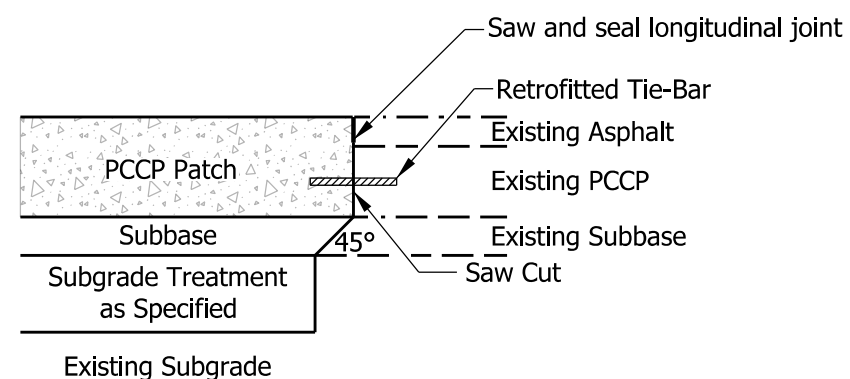 Saw and seal longitudinal joint
Retrofitted Tie-Bar
Existing Asphalt
PCCP Patch
Existing PCCP
Subbase
45°
Existing Subbase
Saw Cut
Subgrade Treatment
as Specified
Existing Subgrade